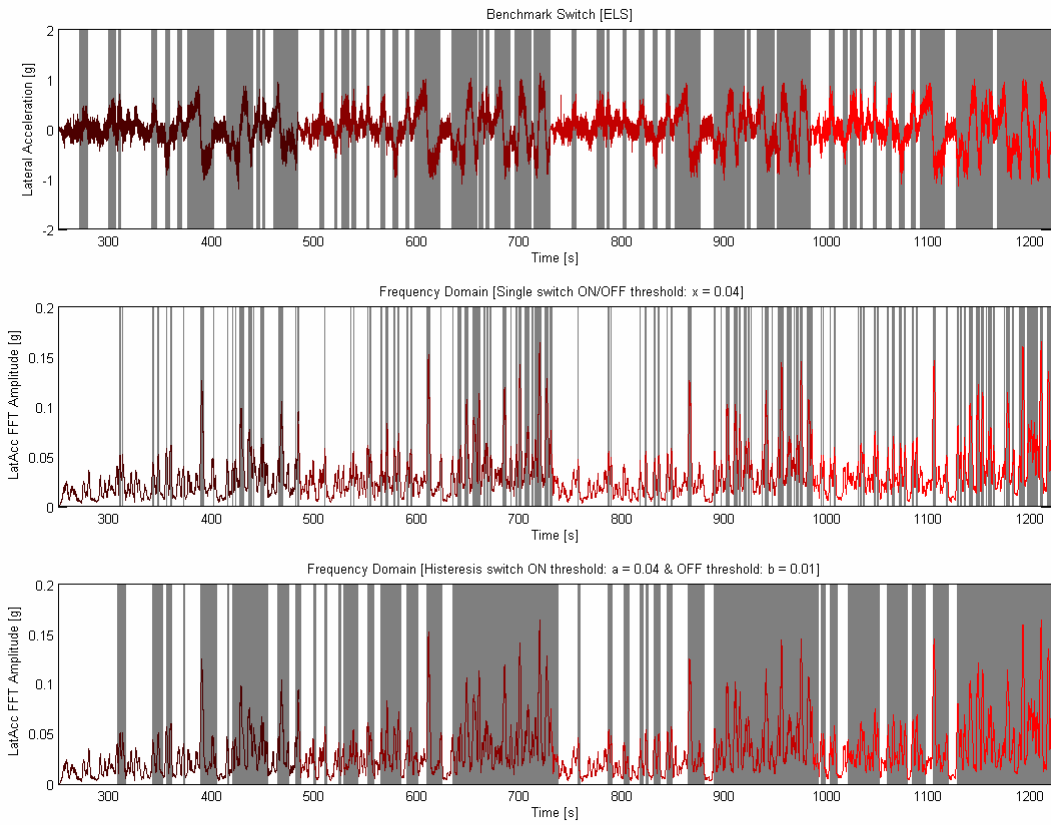 Benchmark Switch [ELS]
2
1
0
-1
-2
Lateral Acceleration [g]
300 400 500 600 700 800 900 1000 1100 1200
Time [s]
Frequency Domain [Single switch ON/OFF threshold: x = 0.04]
0.2
0.15
0.1
0.05
0
LatAcc FFT Amplitude [g]
300 400 500 600 700 800 900 1000 1100 1200
Time [s]
Frequency Domain [Histeresis switch ON threshold: a = 0.04 & OFF threshold: b = 0.01]
0.2
0.15
0.1
0.05
0
LatAcc FFT Amplitude [g]
300 400 500 600 700 800 900 1000 1100 1200
Time [s]